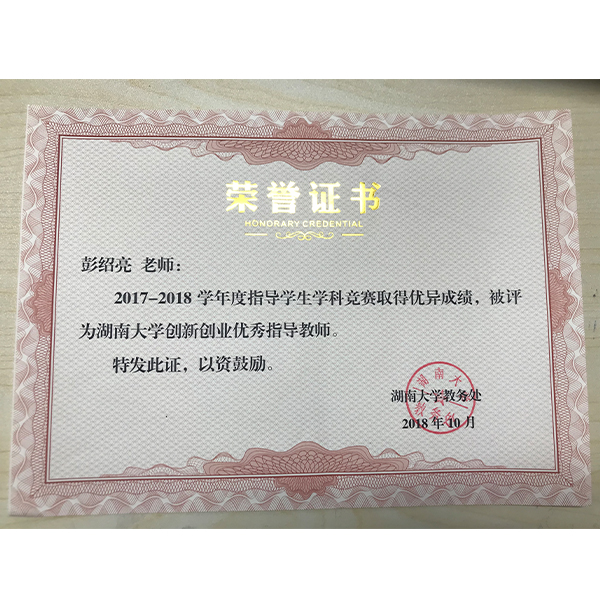 荣誉证书
HONORARY CREDENTIAL
彭绍亮 老师：
2017-2018 学年度指导学生学科竞赛取得优异成绩，被评
为湖南大学创新创业优秀指导教师。
特发此证，以资鼓励。
湖南大学教务处
2018 年 10 月